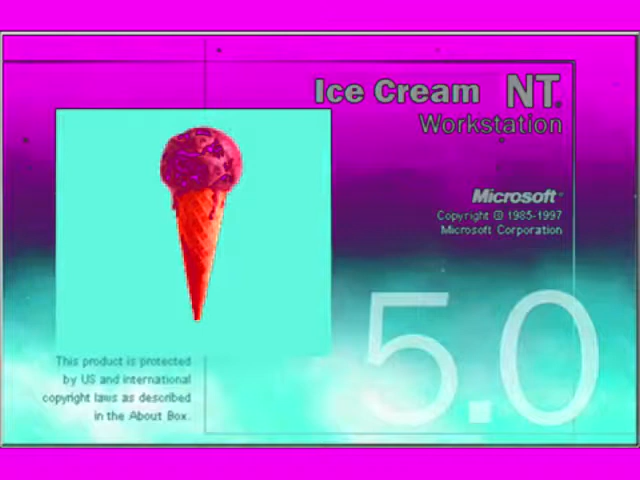 Ice Cream NT
Workstation
Microsoft
Copyright © 1985-1997
Microsoft Corporation
5.0
This product is protected
by US and international
copyright laws as described
in the About Box.